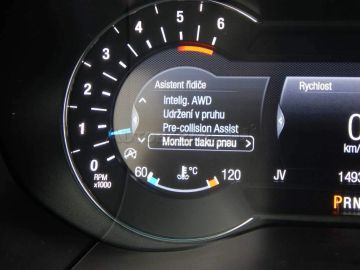 6
5
4
3
2
1
0
RPM
x1000
Asistent řidiče
Intelig. AWD
Udržení v pruhu
Pre-collision Assist
Monitor tlaku pneu
60
°C
120
Rychlost
km/
JV
1493
PRN